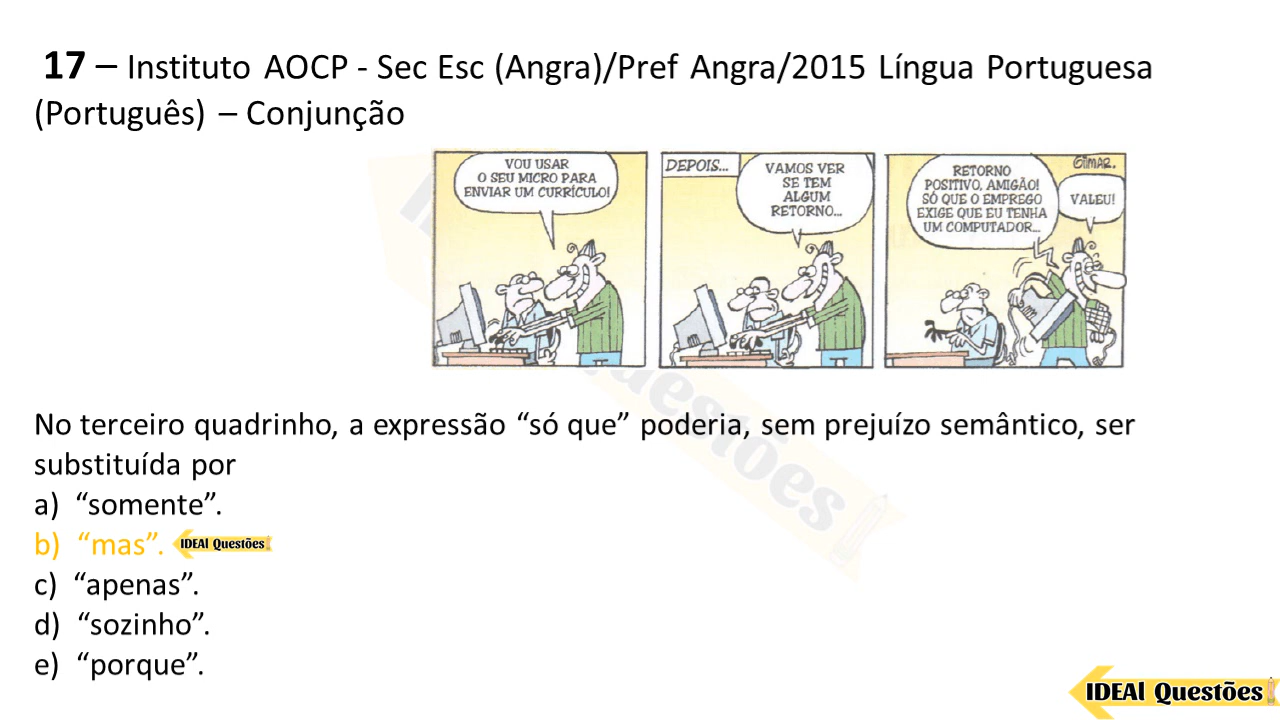 17 – Instituto AOCP - Sec Esc (Angra)/Pref Angra/2015 Língua Portuguesa
(Português) – Conjunção
VOU USAR
O SEU MICRO PARA
ENVIAR UM CURRÍCULO!
DEPOIS...
VAMOS VER
SE TEM
ALGUM
RETORNO...
GILMAR.
RETORNO
POSITIVO, AMIGÃO!
SÓ QUE O EMPREGO
EXIGE QUE EU TENHA
UM COMPUTADOR...
VALEU!
No terceiro quadrinho, a expressão “só que” poderia, sem prejuízo semântico, ser
substituída por
a) “somente”.
b) “mas”. IDEAl Questões
c) “apenas”.
d) “sozinho”.
e) “porque”.
IDEAl Questões